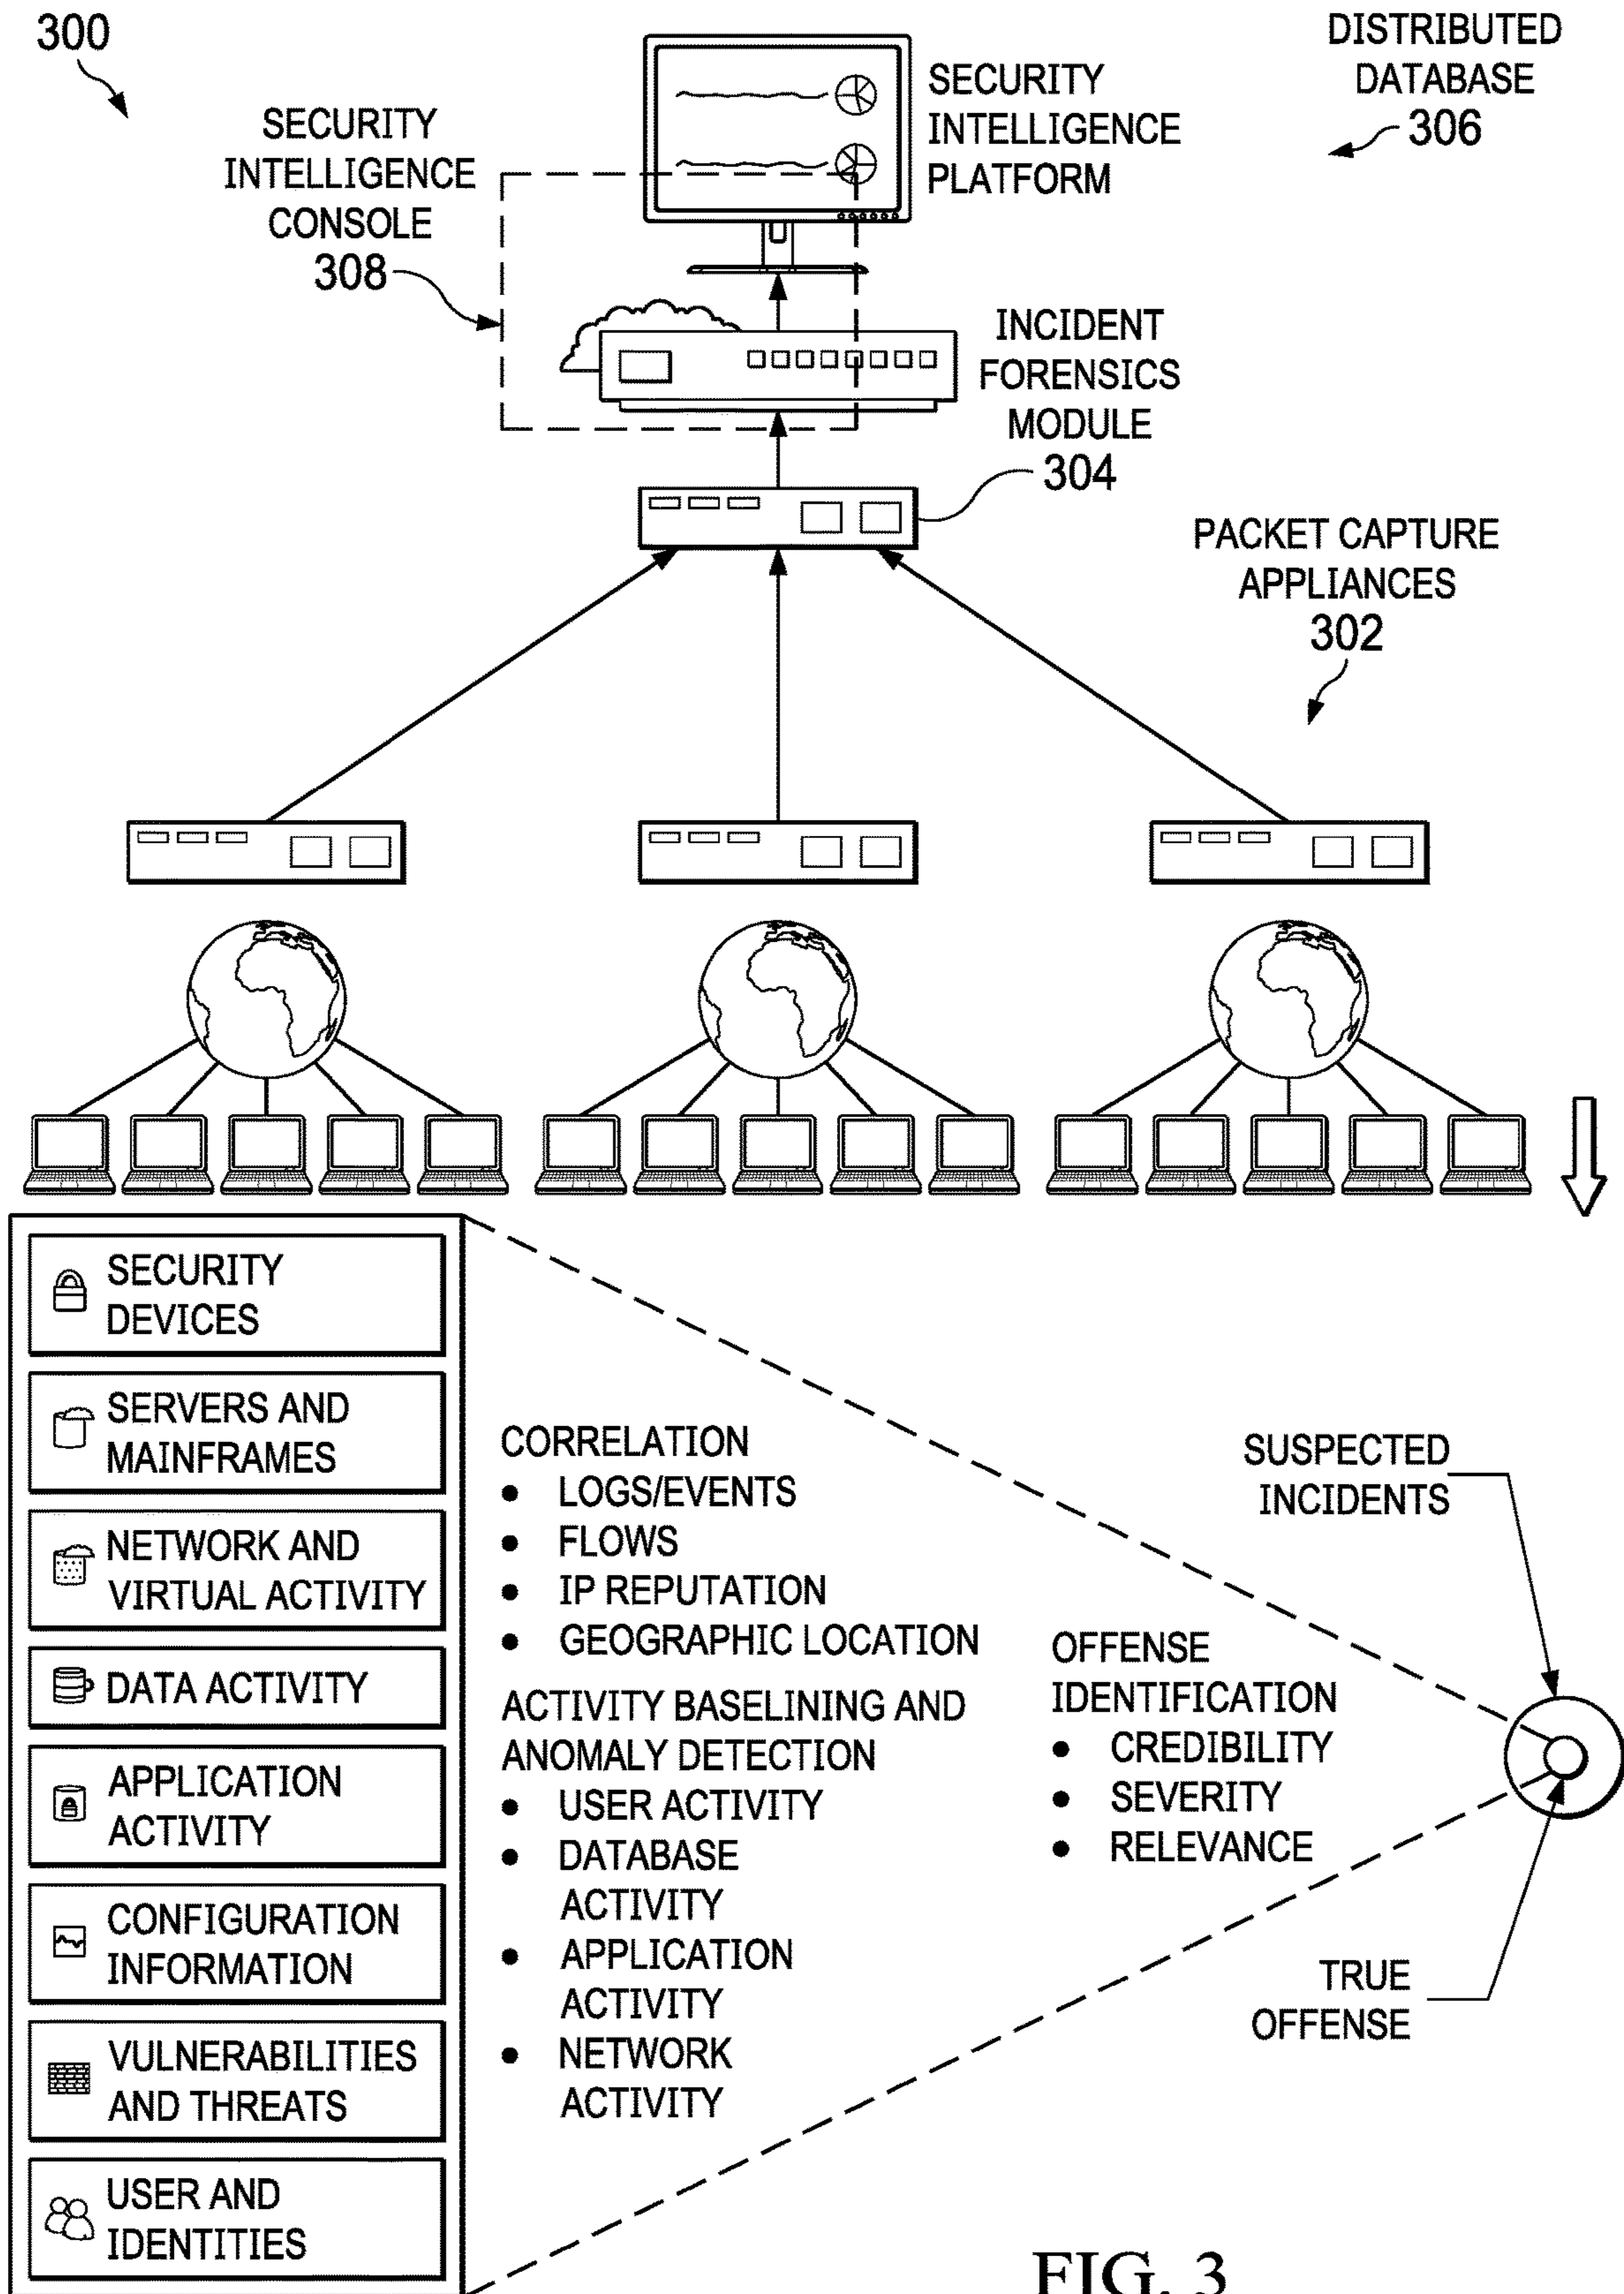 300
DISTRIBUTED
DATABASE
306
SECURITY
INTELLIGENCE
PLATFORM
SECURITY
INTELLIGENCE
CONSOLE
308
INCIDENT
FORENSICS
MODULE
304
PACKET CAPTURE
APPLIANCES
302
SECURITY
DEVICES
SERVERS AND
MAINFRAMES
NETWORK AND
VIRTUAL ACTIVITY
DATA ACTIVITY
APPLICATION
ACTIVITY
CONFIGURATION
INFORMATION
VULNERABILITIES
AND THREATS
USER AND
IDENTITIES
CORRELATION
• LOGS/EVENTS
• FLOWS
• IP REPUTATION
• GEOGRAPHIC LOCATION
ACTIVITY BASELINING AND
ANOMALY DETECTION
• USER ACTIVITY
• DATABASE
ACTIVITY
• APPLICATION
ACTIVITY
• NETWORK
ACTIVITY
OFFENSE
IDENTIFICATION
• CREDIBILITY
• SEVERITY
• RELEVANCE
SUSPECTED
INCIDENTS
TRUE
OFFENSE
FIG. 3